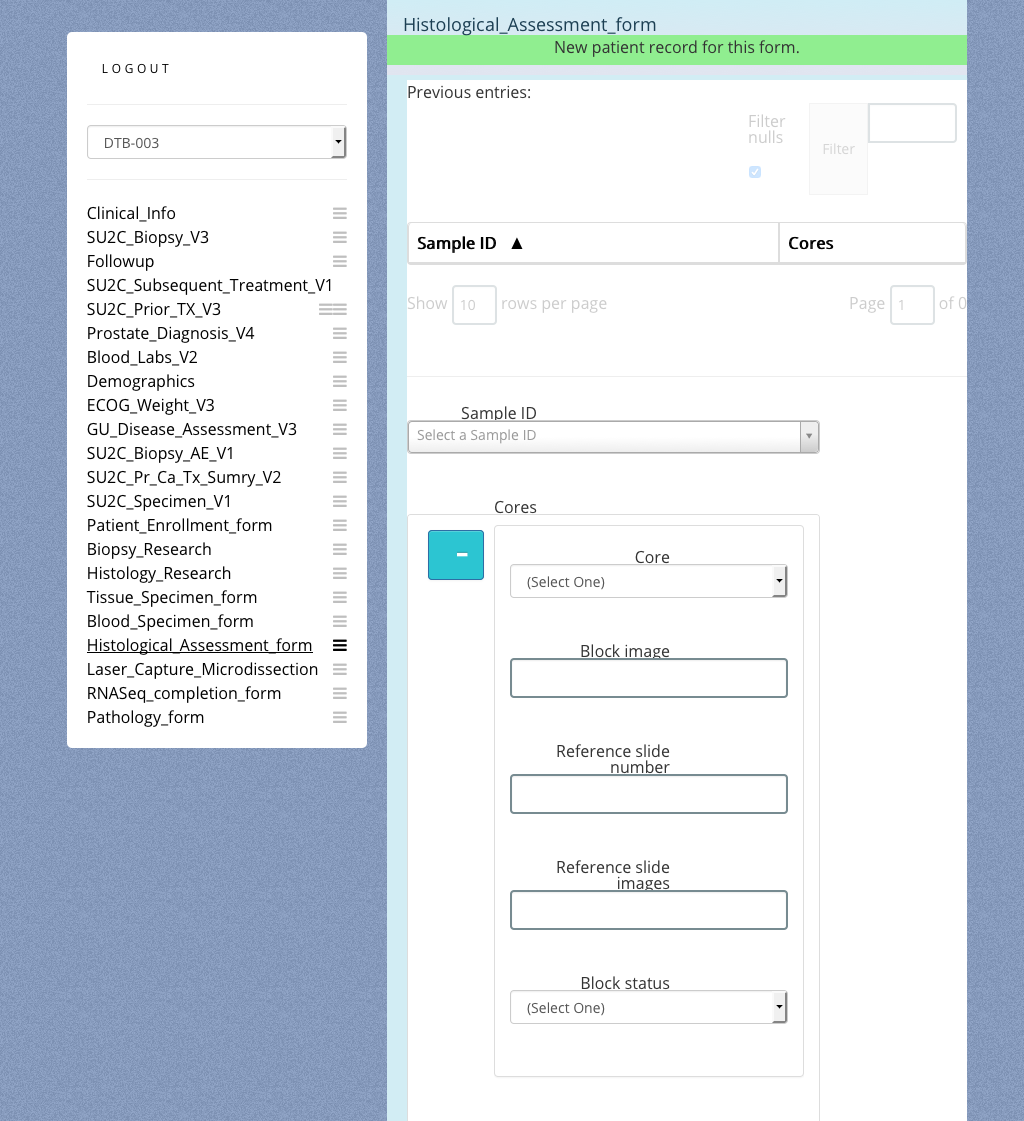 LOGOUT
DTB-003
Clinical_Info
SU2C_Biopsy_V3
Followup
SU2C_Subsequent_Treatment_V1
SU2C_Prior_TX_V3
Prostate_Diagnosis_V4
Blood_Labs_V2
Demographics
ECOG_Weight_V3
GU_Disease_Assessment_V3
SU2C_Biopsy_AE_V1
SU2C_Pr_Ca_Tx_Sumry_V2
SU2C_Specimen_V1
Patient_Enrollment_form
Biopsy_Research
Histology_Research
Tissue_Specimen_form
Blood_Specimen_form
Histological_Assessment_form
Laser_Capture_Microdissection
RNASeq_completion_form
Pathology_form
Histological_Assessment_form
New patient record for this form.
Previous entries:
Filter
nulls
Filter
Sample ID ▲ Cores
Show 10 rows per page Page 1 of 0
Sample ID
Select a Sample ID
Cores
-
Core
(Select One)
Block image
Reference slide
number
Reference slide
images
Block status
(Select One)